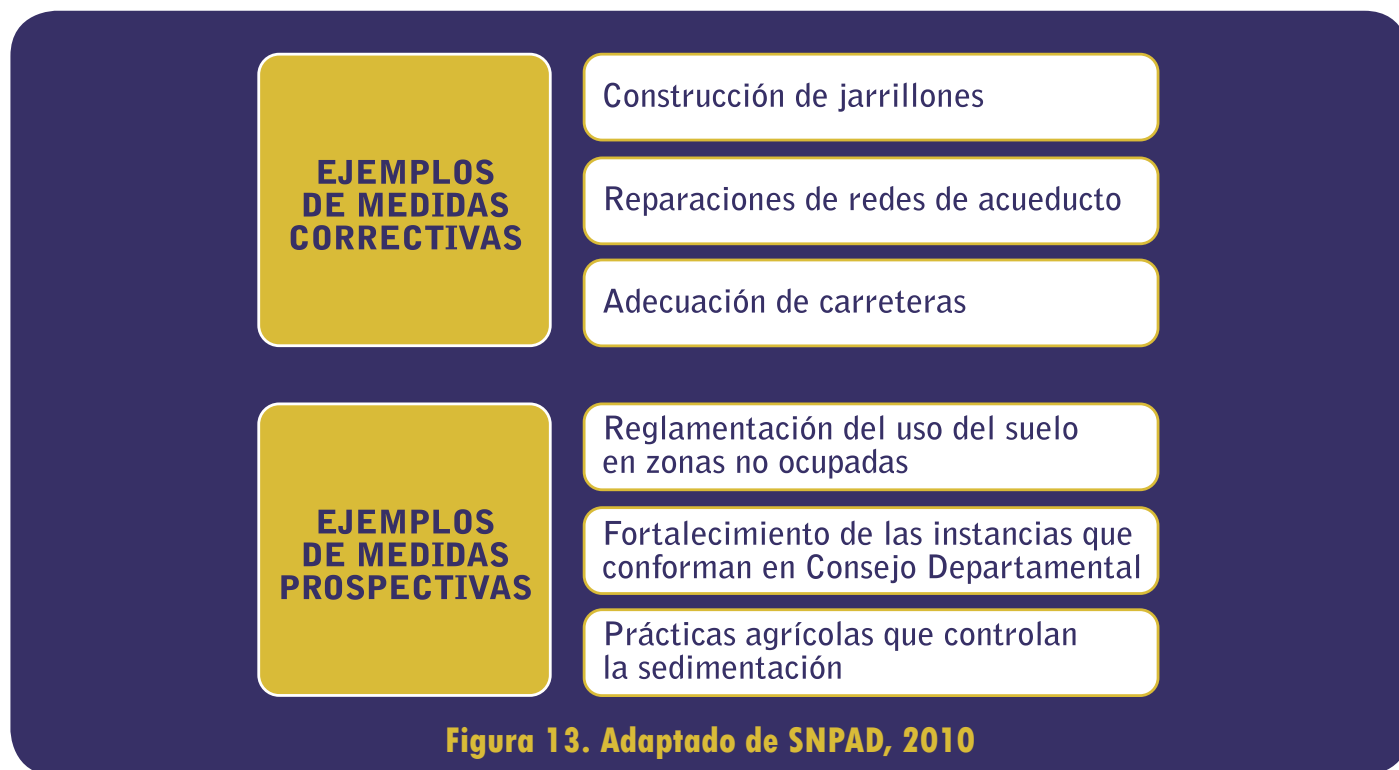 EJEMPLOS
DE MEDIDAS
CORRECTIVAS
Construcción de jarrillones
Reparaciones de redes de acueducto
Adecuación de carreteras
EJEMPLOS
DE MEDIDAS
PROSPECTIVAS
Reglamentación del uso del suelo
en zonas no ocupadas
Fortalecimiento de las instancias que
conforman en Consejo Departamental
Prácticas agrícolas que controlan
la sedimentación
Figura 13. Adaptado de SNPAD, 2010